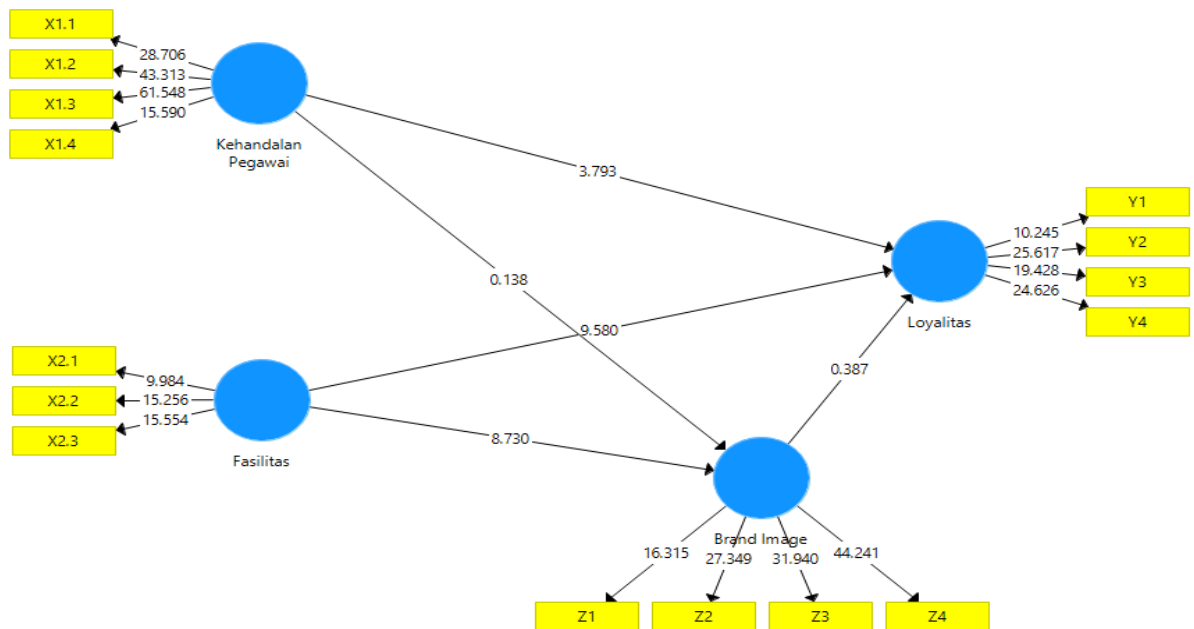 X1.1
28.706
X1.2
43.313
X1.3
61.548
X1.4
15.590
Kehandalan
Pegawai
3.793
0.138
Y1
10.245
Y2
25.617
Y3
19.428
Y4
24.626
Loyalitas
9.580
0.387
X2.1
9.984
X2.2
15.256
X2.3
15.554
Fasilitas
8.730
Brand Image
16.315
27.349
31.940
44.241
Z1
Z2
Z3
Z4